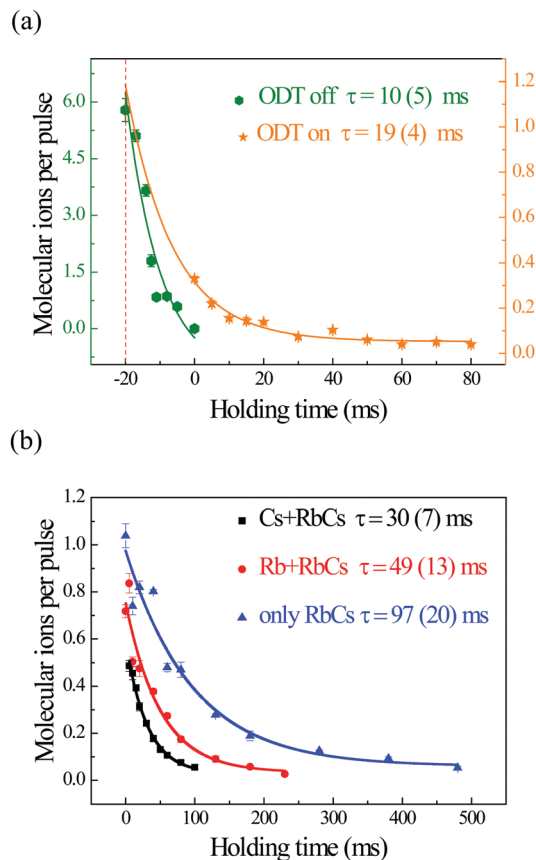 (a)
ODT off τ = 10 (5) ms
ODT on τ = 19 (4) ms
Molecular ions per pulse
6.0
4.5
3.0
1.5
0.0
1.2
1.0
0.8
0.6
0.4
0.2
0.0
-20
0
20
40
60
80
Holding time (ms)
(b)
Cs+RbCs τ = 30 (7) ms
Rb+RbCs τ = 49 (13) ms
only RbCs τ = 97 (20) ms
Molecular ions per pulse
1.2
1.0
0.8
0.6
0.4
0.2
0.0
0
100
200
300
400
500
Holding time (ms)